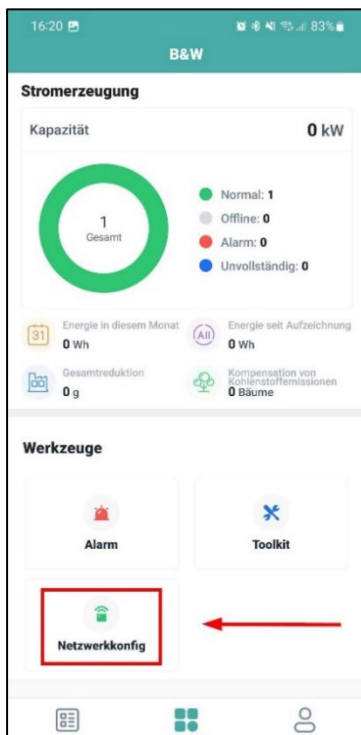 16:20 83%
B&W
Stromerzeugung
Kapazität 0 kW
1
Gesamt
Normal: 1
Offline: 0
Alarm: 0
Unvollständig: 0
31
Energie in diesem Monat
0 Wh
All
Energie seit Aufzeichnung
0 Wh
Gesamtreduktion
0 g
Kompensation von
Kohlenstoffemissionen
0 Bäume
Werkzeuge
Alarm
Toolkit
Netzwerkkonfig